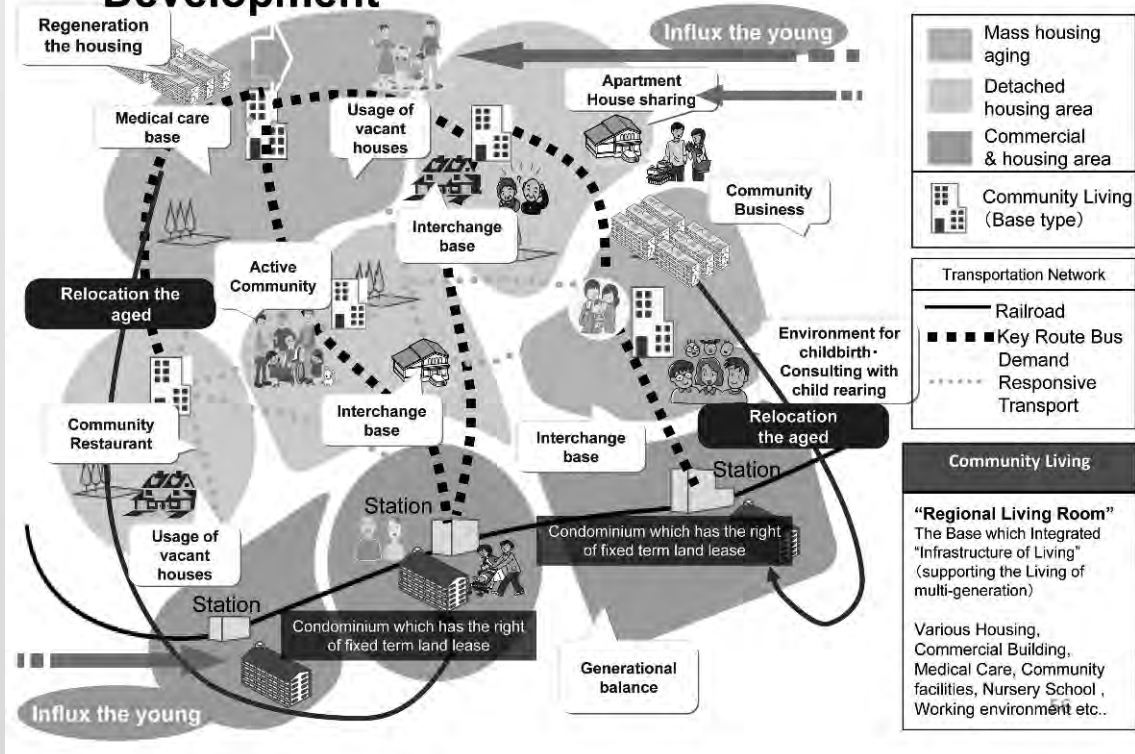 Development
Regeneration
the housing
Influx the young
Apartment
House sharing
Medical care
base
Usage of
vacant
houses
Community
Business
Interchange
base
Active
Community
Relocation the
aged
Environment for
childbirth·
Consulting with
child rearing
Interchange
base
Community
Restaurant
Interchange
base
Relocation
the aged
Station
Station
Condominium which has the right
of fixed term land lease
Usage of
vacant
houses
Station
Condominium which has the right
of fixed term land lease
Generational
balance
Influx the young
Mass housing
aging
Detached
housing area
Commercial
& housing area
Community Living
(Base type)
Transportation Network
Railroad
Key Route Bus
Demand
Responsive
Transport
Community Living
“Regional Living Room”
The Base which Integrated
“Infrastructure of Living”
(supporting the Living of
multi-generation)
Various Housing,
Commercial Building,
Medical Care, Community
facilities, Nursery School ,
Working environment etc..